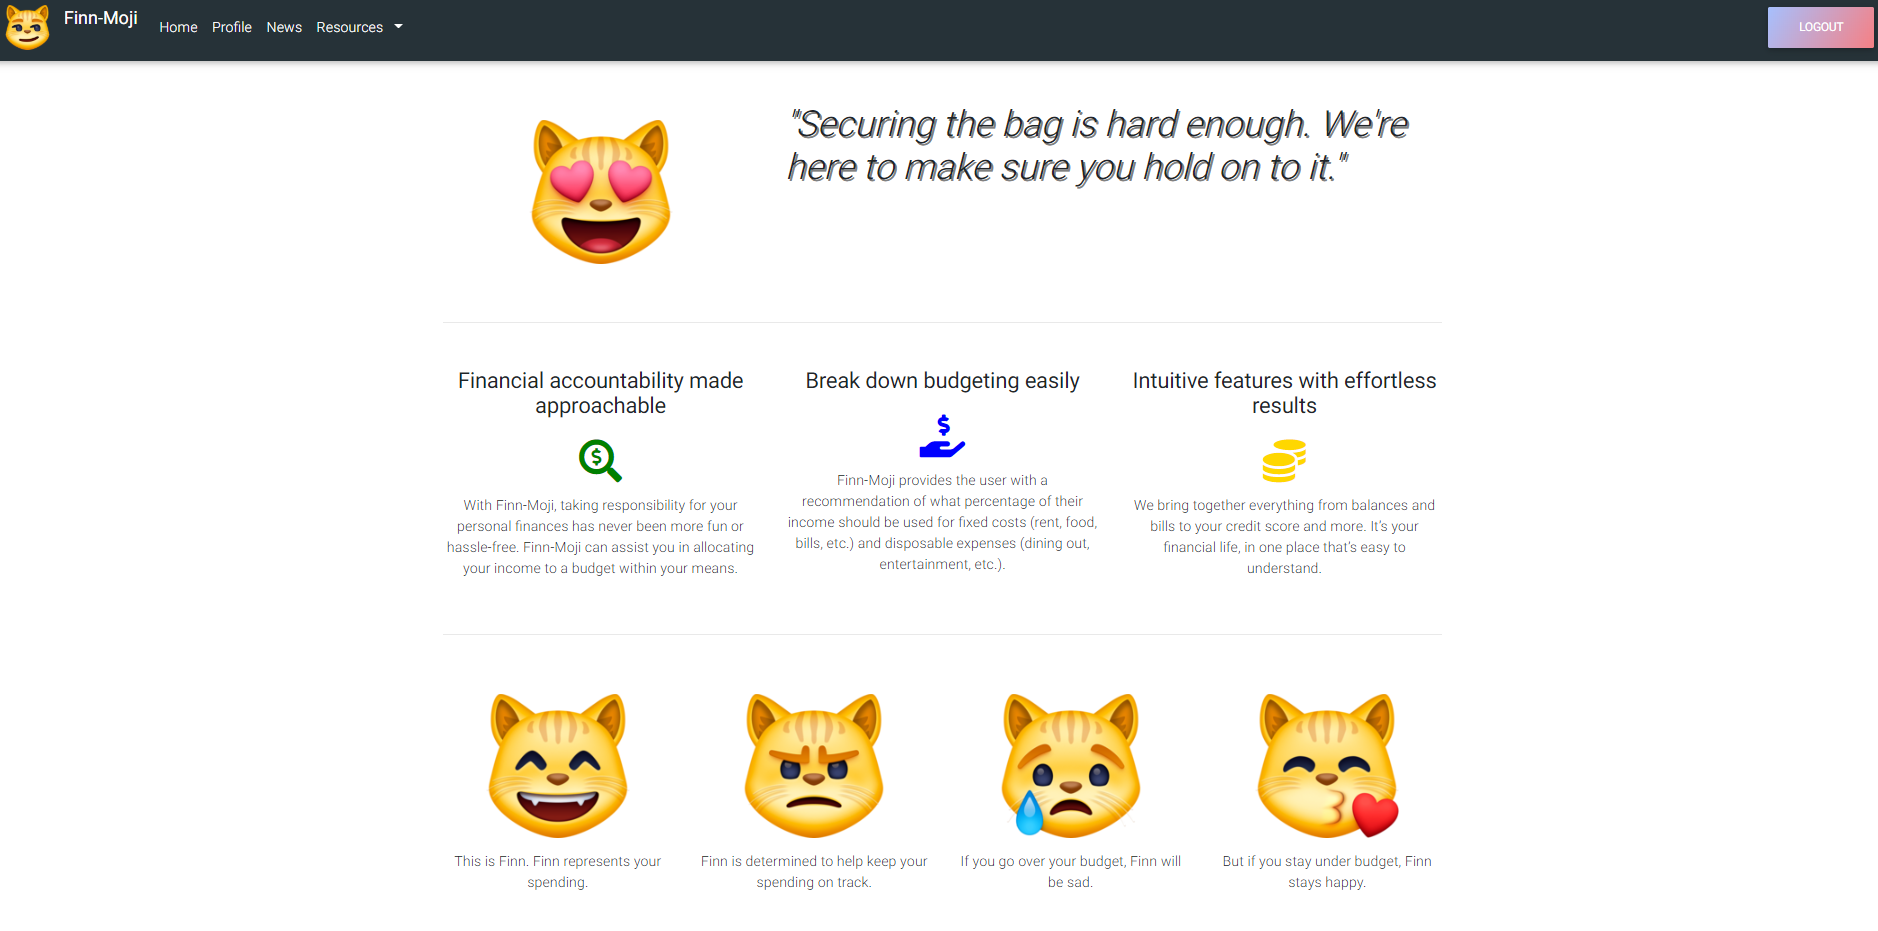 Finn-Moji
Home Profile News Resources
LOGOUT
"Securing the bag is hard enough. We're
here to make sure you hold on to it."
Financial accountability made
approachable
With Finn-Moji, taking responsibility for your
personal finances has never been more fun or
hassle-free. Finn-Moji can assist you in allocating
your income to a budget within your means.
Break down budgeting easily
Finn-Moji provides the user with a
recommendation of what percentage of their
income should be used for fixed costs (rent, food,
bills, etc.) and disposable expenses (dining out,
entertainment, etc.).
Intuitive features with effortless
results
We bring together everything from balances and
bills to your credit score and more. It's your
financial life, in one place that's easy to
understand.
This is Finn. Finn represents your
spending.
Finn is determined to help keep your
spending on track.
If you go over your budget, Finn will
be sad.
But if you stay under budget, Finn
stays happy.